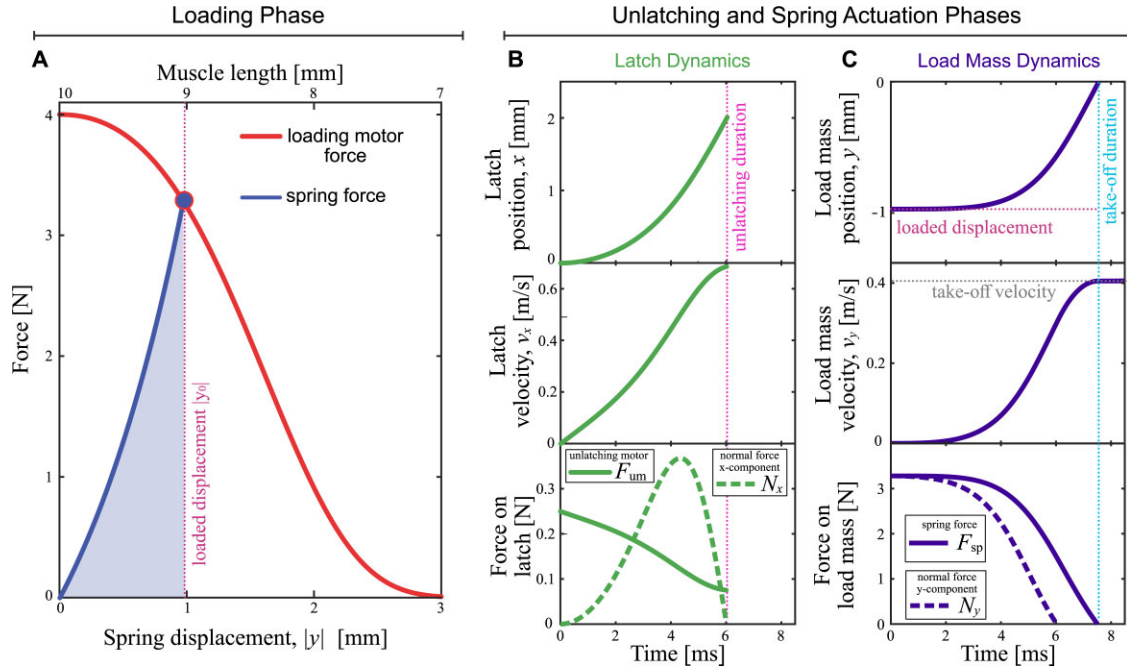 Loading Phase
Unlatching and Spring Actuation Phases
A
Muscle length [mm]
10 9 8 7
Force [N]
4
3
2
1
0
loading motor
force
spring force
loaded displacement |y₀|
0 1 2 3
Spring displacement, |y| [mm]
B
Latch Dynamics
Latch
position, x [mm]
2
1
0
unlatching duration
Latch
velocity, vₓ [m/s]
0.6
0.4
0.2
0
Force on
latch [N]
0.3
0.2
0.1
0
unlatching motor
F_um
normal force
x-component
Nₓ
0 2 4 6 8
Time [ms]
C
Load Mass Dynamics
Load mass
position, y [mm]
0
-1
loaded displacement
take-off duration
Load mass
velocity, v_y [m/s]
0.4
0.2
0
take-off velocity
Force on
load mass [N]
4
3
2
1
0
spring force
F_sp
normal force
y-component
N_y
0 2 4 6 8
Time [ms]